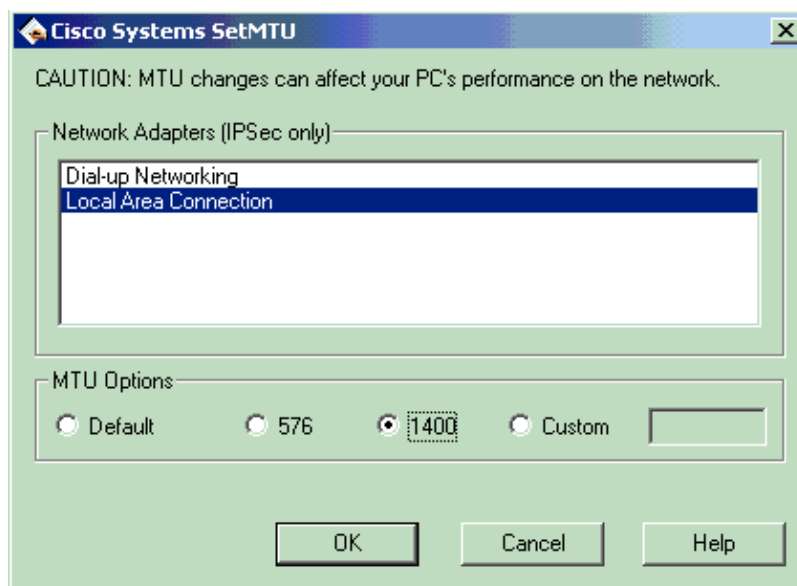 Cisco Systems SetMTU
CAUTION: MTU changes can affect your PC's performance on the network.
Network Adapters (IPSec only)
Dial-up Networking
Local Area Connection
MTU Options
Default 576 1400 Custom
OK Cancel Help